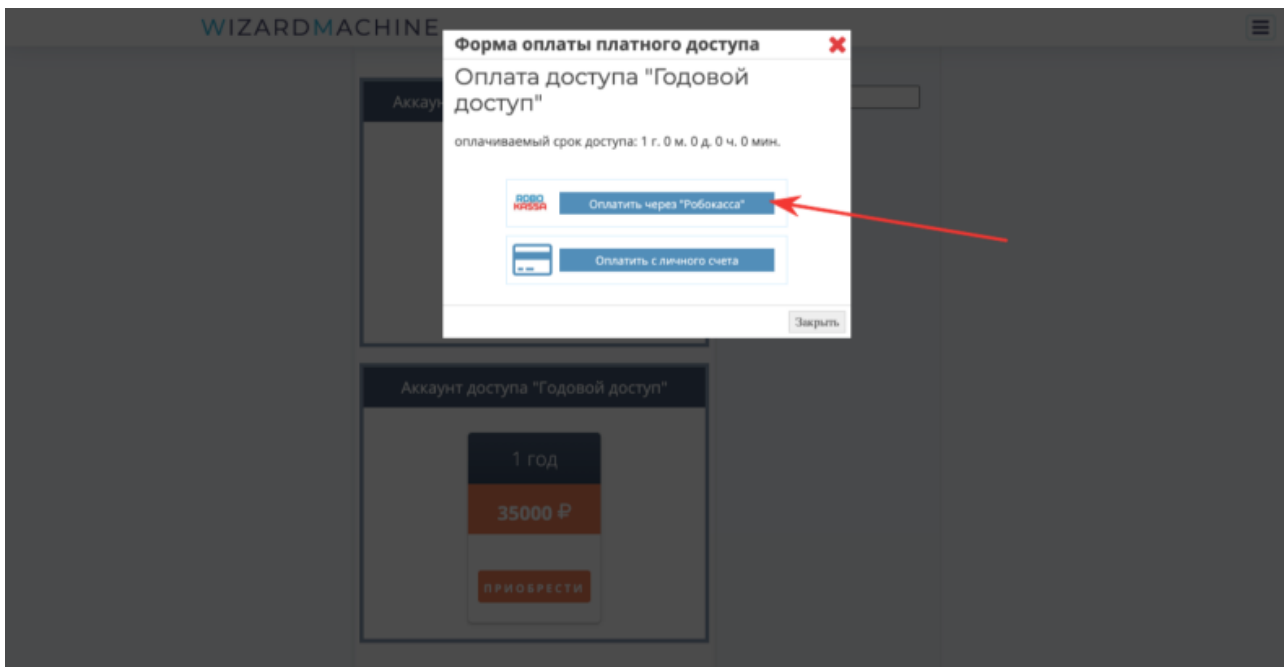 WIZARDMACHINE
Форма оплаты платного доступа
Оплата доступа "Годовой
доступ"
оплачиваемый срок доступа: 1 г. 0 м. 0 д. 0 ч. 0 мин.
ROBO
KASSA
Оплатить через "Робокасса"
Оплатить с личного счета
Закрыть
Аккаунт доступа "Годовой доступ"
1 год
35000 ₽
ПРИОБРЕСТИ